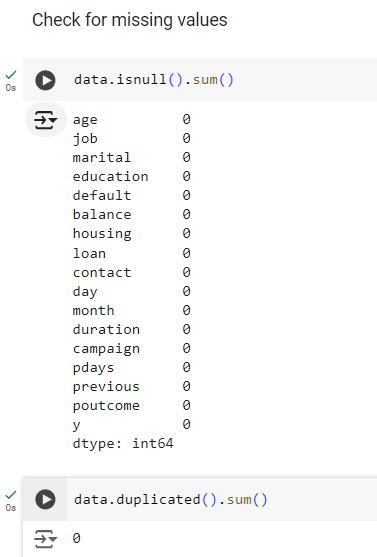 Check for missing values
0s
data.isnull().sum()
age 0
job 0
marital 0
education 0
default 0
balance 0
housing 0
loan 0
contact 0
day 0
month 0
duration 0
campaign 0
pdays 0
previous 0
poutcome 0
y 0
dtype: int64
0s
data.duplicated().sum()
0